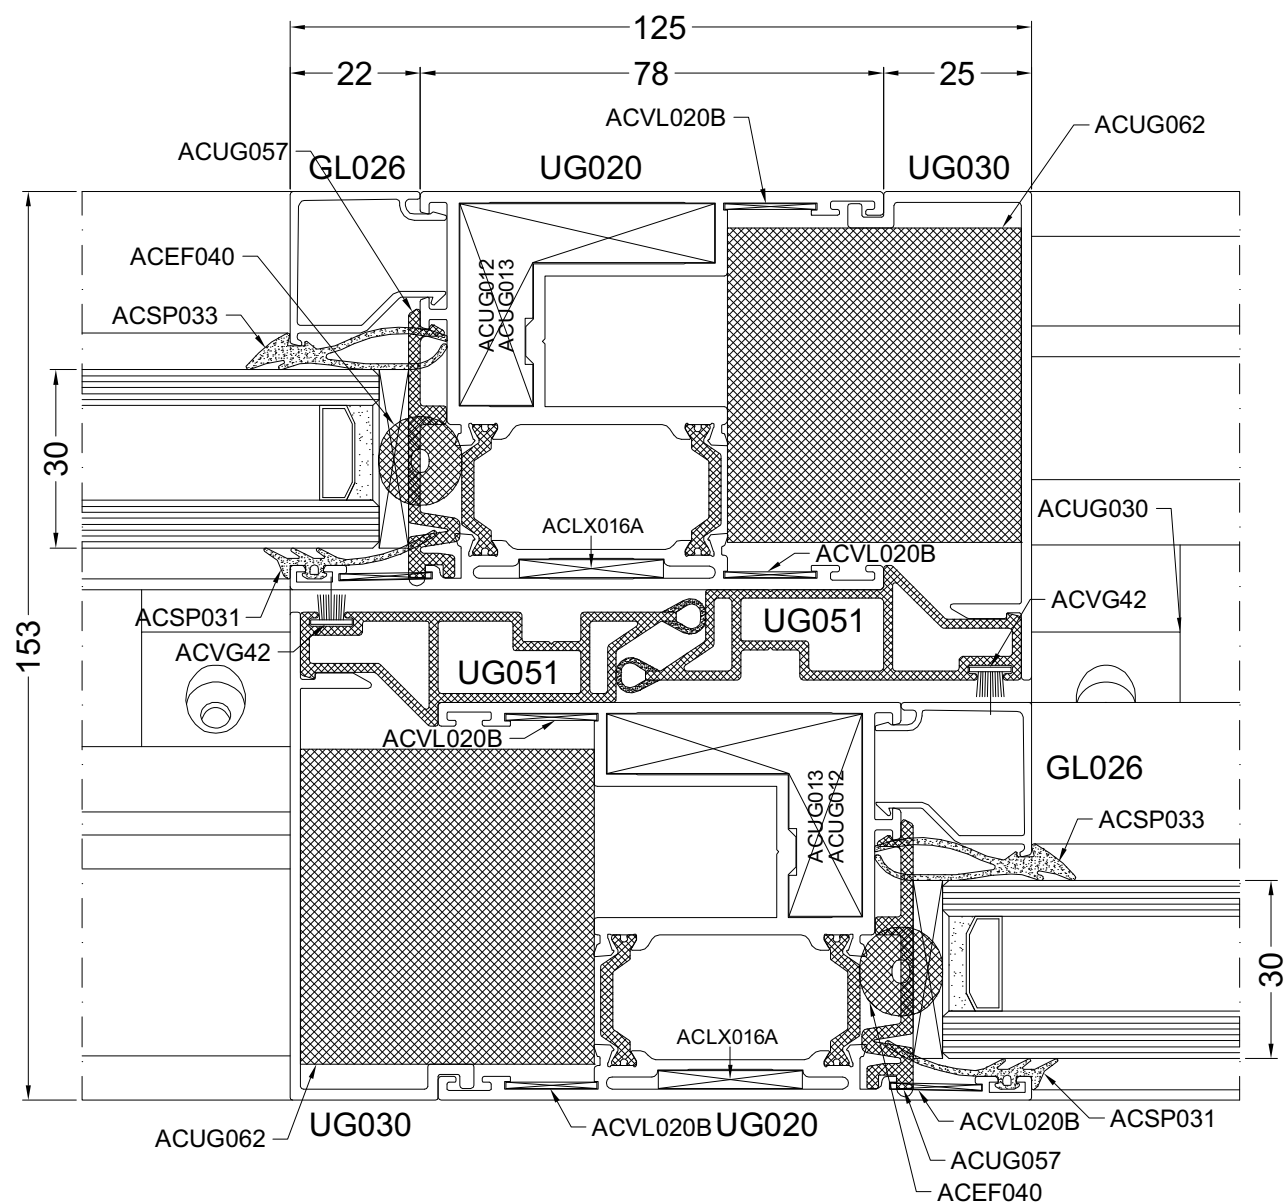 125
22
78
25
ACVL020B
ACUG062
ACUG057
GL026
UG020
UG030
ACEF040
ACUG012
ACUG013
ACSP033
30
ACUG030
ACLX016A
ACVL020B
ACSP031
ACVG42
ACVG42
UG051
UG051
153
ACVL020B
GL026
ACUG013
ACUG012
ACSP033
30
ACLX016A
ACUG062
UG030
ACVL020B
UG020
ACVL020B
ACSP031
ACUG057
ACEF040